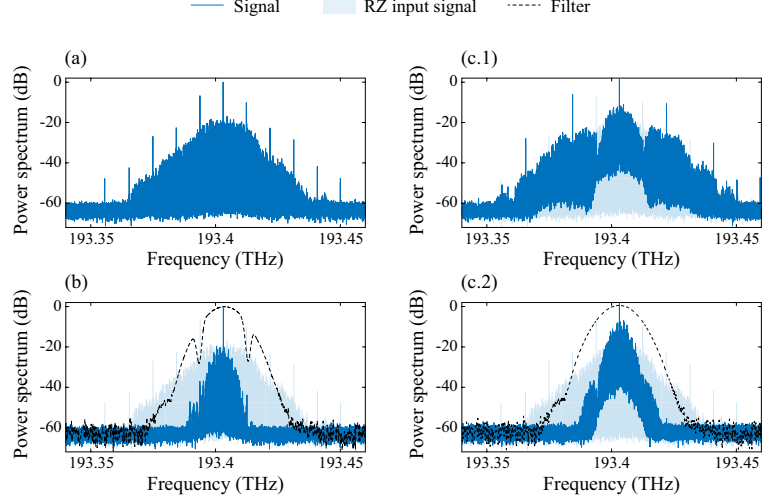 Signal RZ input signal Filter
(a) (c.1)
0 0
-20 -20
-40 -40
-60 -60
Power spectrum (dB) Power spectrum (dB)
193.35 193.4 193.45 193.35 193.4 193.45
Frequency (THz) Frequency (THz)
(b) (c.2)
0 0
-20 -20
-40 -40
-60 -60
Power spectrum (dB) Power spectrum (dB)
193.35 193.4 193.45 193.35 193.4 193.45
Frequency (THz) Frequency (THz)